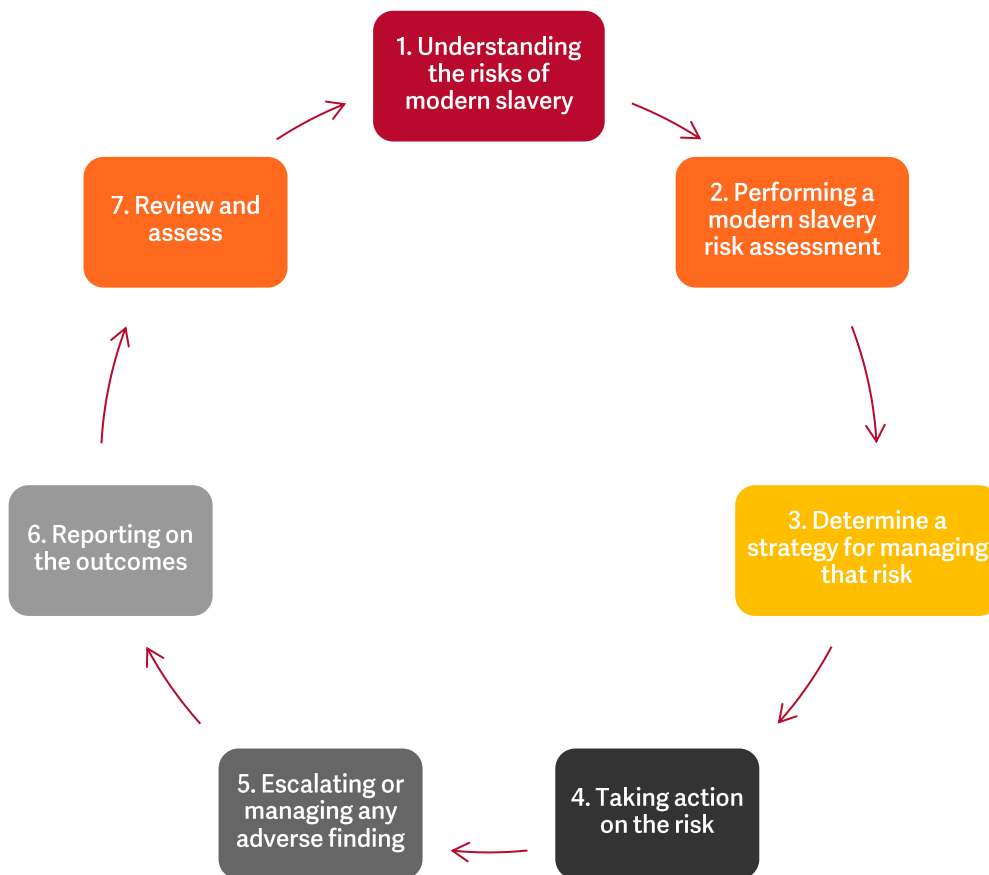 1. Understanding
the risks of
modern slavery
2. Performing a
modern slavery
risk assessment
3. Determine a
strategy for managing
that risk
4. Taking action
on the risk
5. Escalating or
managing any
adverse finding
6. Reporting on
the outcomes
7. Review and
assess